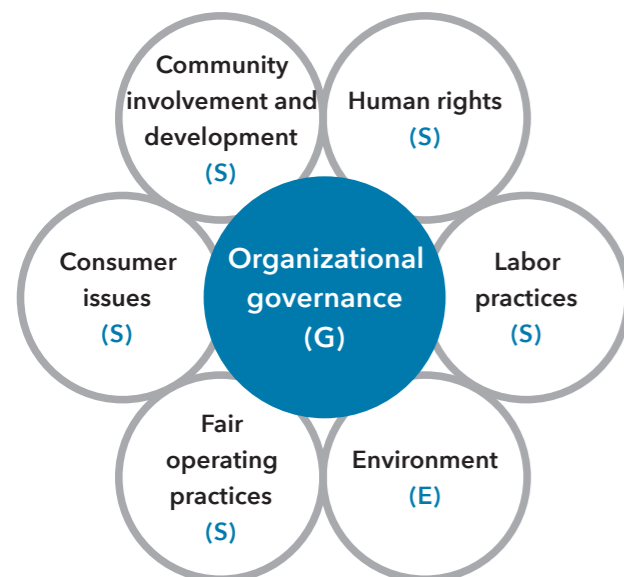 Community
involvement and
development
(S)
Human rights
(S)
Consumer
issues
(S)
Organizational
governance
(G)
Labor
practices
(S)
Fair
operating
practices
(S)
Environment
(E)